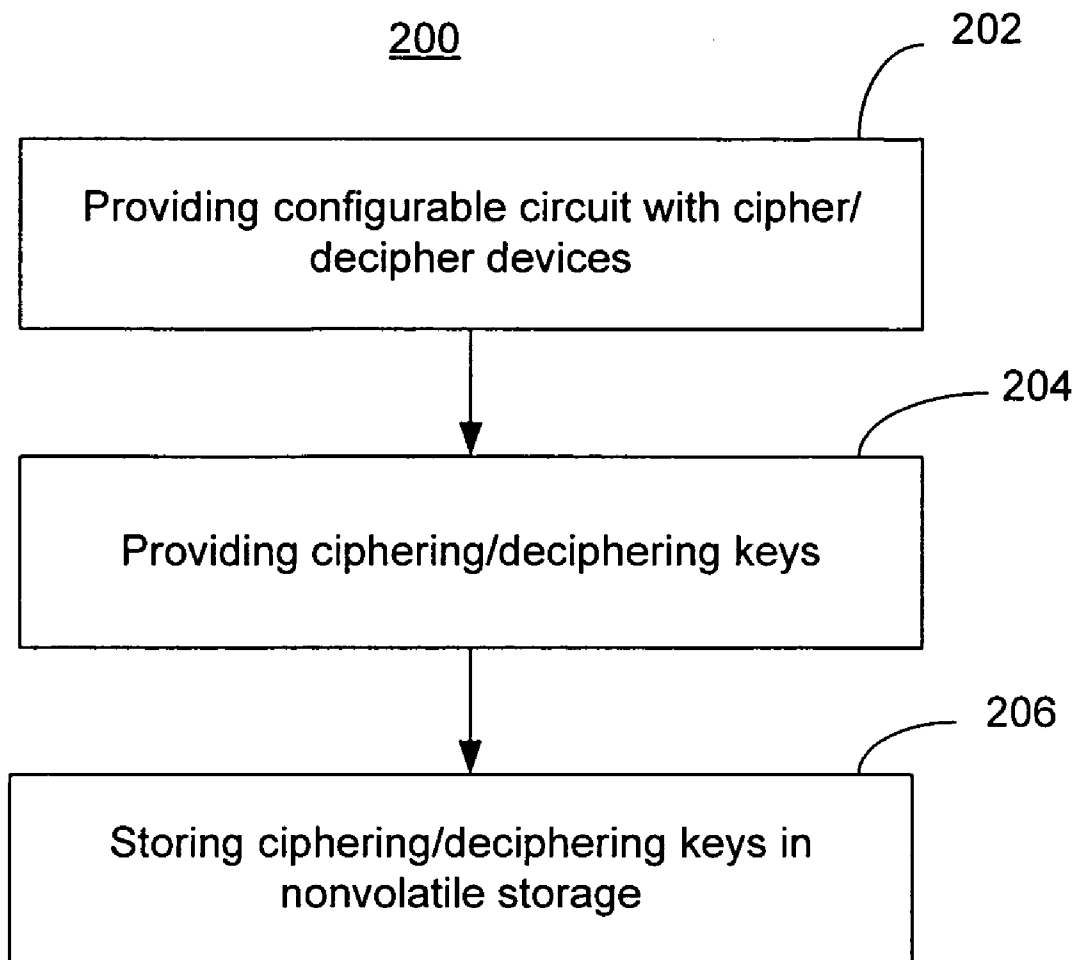 200
202
Providing configurable circuit with cipher/
decipher devices
204
Providing ciphering/deciphering keys
206
Storing ciphering/deciphering keys in
nonvolatile storage